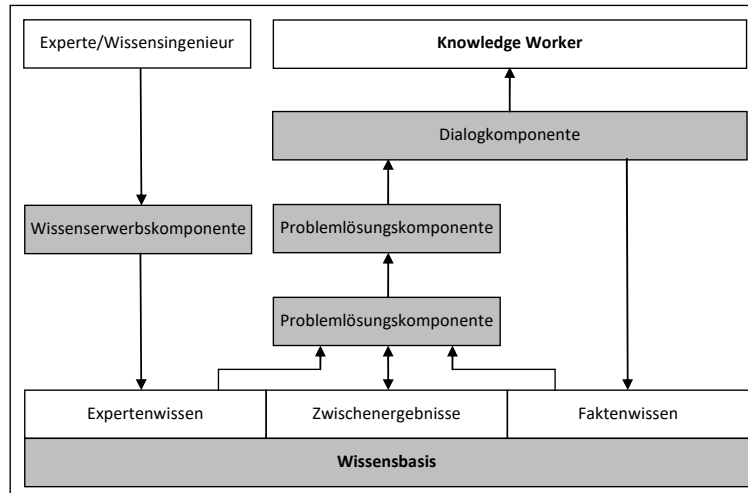 Experte/Wissensingenieur
Knowledge Worker
Dialogkomponente
Wissenserwerbskomponente
Problemlösungskomponente
Problemlösungskomponente
Expertenwissen
Zwischenergebnisse
Faktenwissen
Wissensbasis